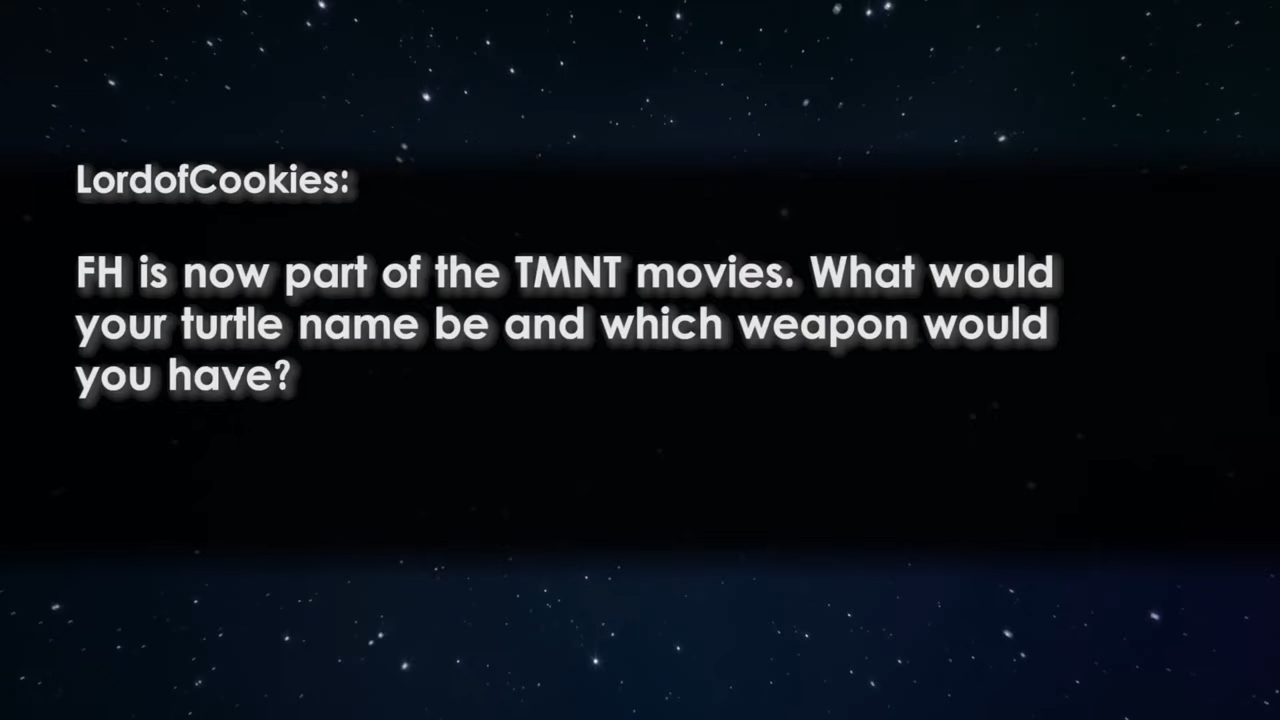 LordofCookies:
FH is now part of the TMNT movies. What would
your turtle name be and which weapon would
you have?